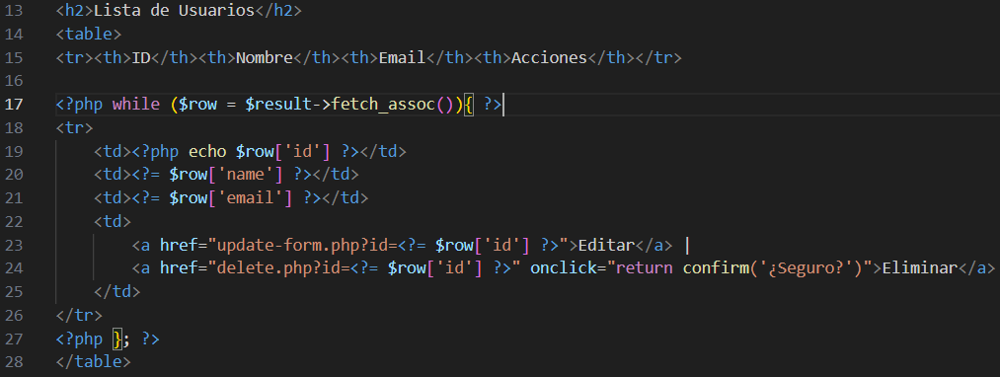 13 <h2>Lista de Usuarios</h2>
14 <table>
15 <tr><th>ID</th><th>Nombre</th><th>Email</th><th>Acciones</th></tr>
16
17 <?php while ($row = $result->fetch_assoc()){ ?>
18 <tr>
19     <td><?php echo $row['id'] ?></td>
20     <td><?= $row['name'] ?></td>
21     <td><?= $row['email'] ?></td>
22     <td>
23         <a href="update-form.php?id=<?= $row['id'] ?>">Editar</a> |
24         <a href="delete.php?id=<?= $row['id'] ?>" onclick="return confirm('¿Seguro?')">Eliminar</a>
25     </td>
26 </tr>
27 <?php }; ?>
28 </table>